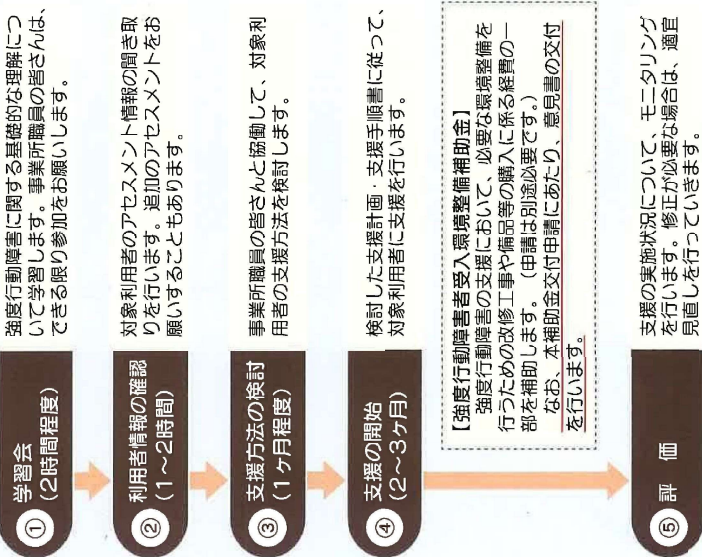 ① 学習会
(2時間程度)
強度行動障害に関する基礎的な理解につ
いて学習します。事業所職員の皆さんは、
できる限り参加をお願いします。
② 利用者情報の確認
(1~2時間)
対象利用者のアセスメント情報の聞き取
りを行います。追加のアセスメントをお
願いすることもあります。
③ 支援方法の検討
(1ヶ月程度)
事業所職員の皆さんと協働して、対象利
用者の支援方法を検討します。
④ 支援の開始
(2~3ヶ月)
検討した支援計画・支援手順書に従って、
対象利用者に支援を行います。
【強度行動障害者受入環境整備補助金】
強度行動障害の支援において、必要な環境整備を
行うための改修工事や備品等の購入に係る経費の一
部を補助します。(申請は別途必要です。)
なお、本補助金交付申請にあたり、意見書の交付
を行います。
⑤ 評 価
支援の実施状況について、モニタリング
を行います。修正が必要な場合は、適宜
見直しを行っていきます。